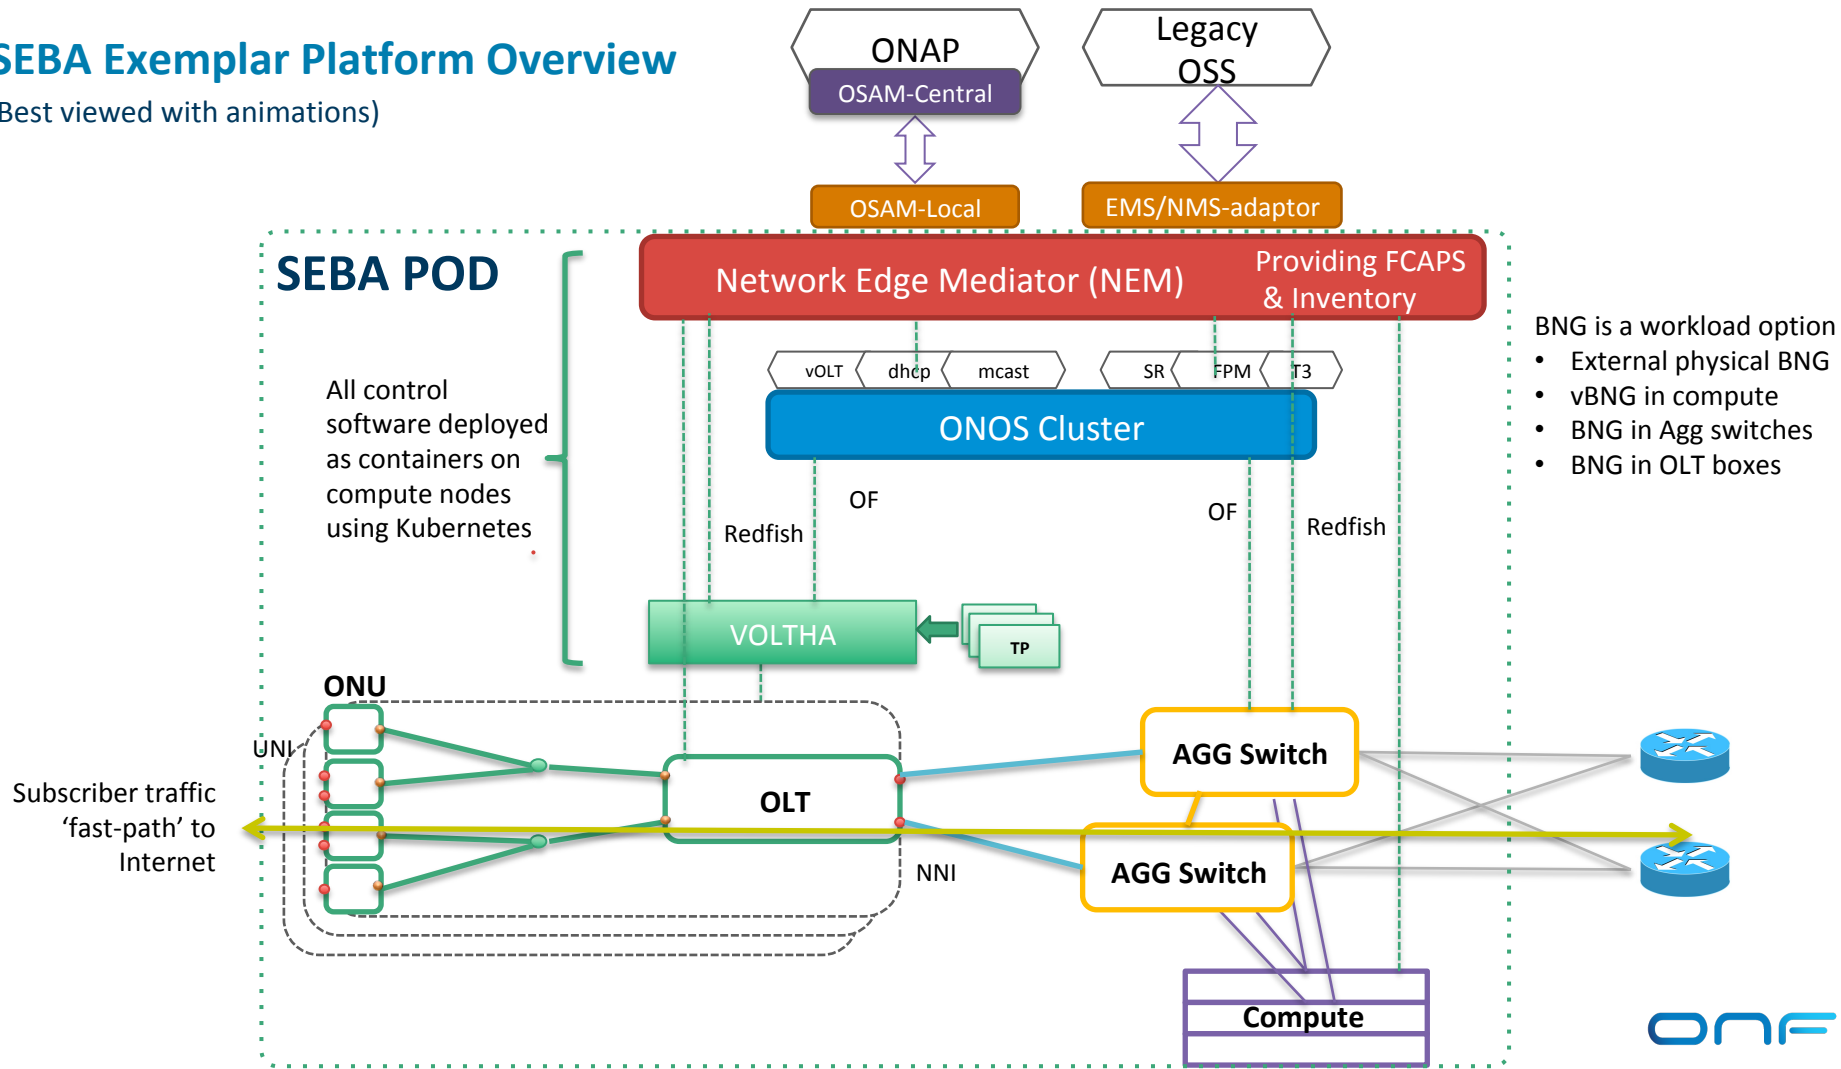 SEBA Exemplar Platform Overview
Best viewed with animations)
ONAP
OSAM-Central
Legacy
OSS
OSAM-Local
EMS/NMS-adaptor
SEBA POD
Network Edge Mediator (NEM)
Providing FCAPS
& Inventory
All control
software deployed
as containers on
compute nodes
using Kubernetes
vOLT
dhcp
mcast
SR
FPM
T3
ONOS Cluster
OF
Redfish
OF
Redfish
BNG is a workload option
• External physical BNG
• vBNG in compute
• BNG in Agg switches
• BNG in OLT boxes
VOLTHA
TP
ONU
UNI
Subscriber traffic
‘fast-path’ to
Internet
OLT
NNI
AGG Switch
AGG Switch
Compute
ONF